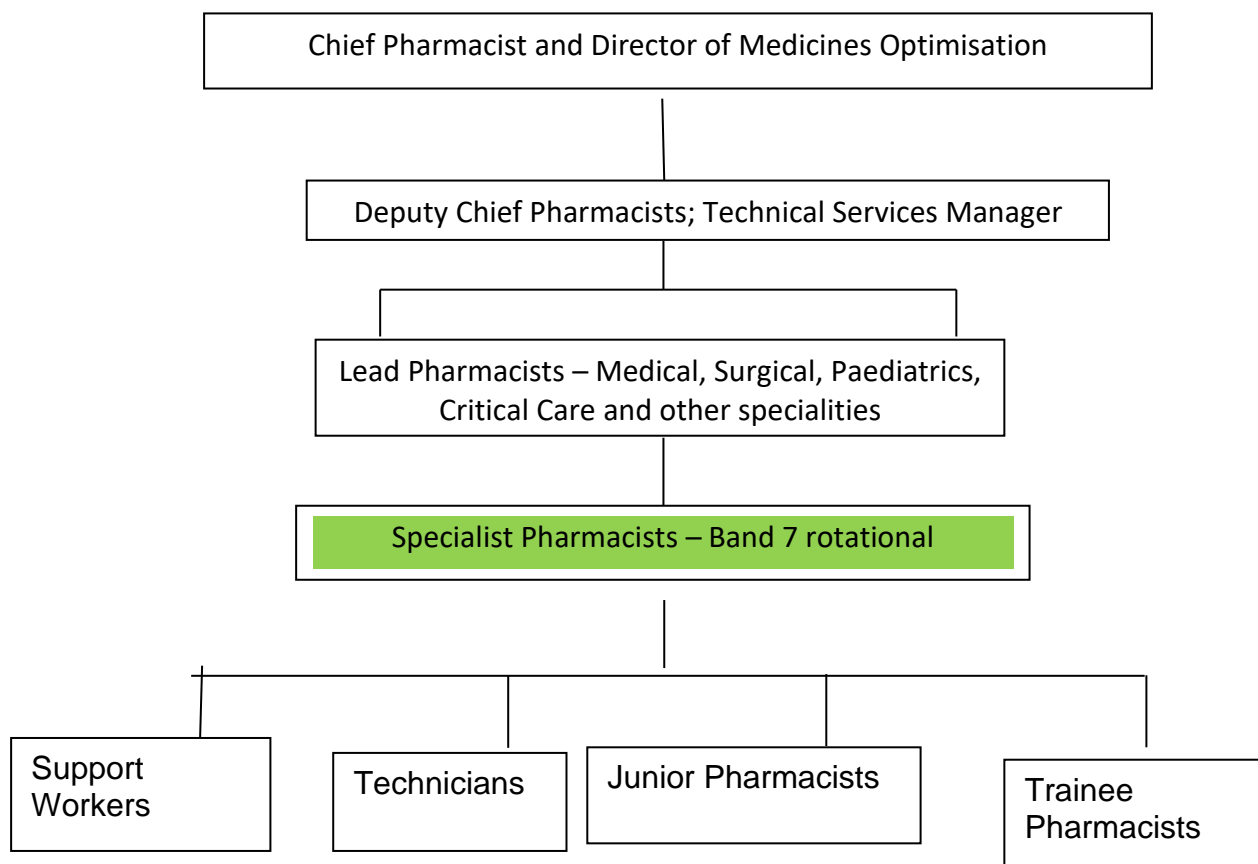 Chief Pharmacist and Director of Medicines Optimisation
Deputy Chief Pharmacists; Technical Services Manager
Lead Pharmacists – Medical, Surgical, Paediatrics,
Critical Care and other specialities
Specialist Pharmacists – Band 7 rotational
Support
Workers
Technicians
Junior Pharmacists
Trainee
Pharmacists